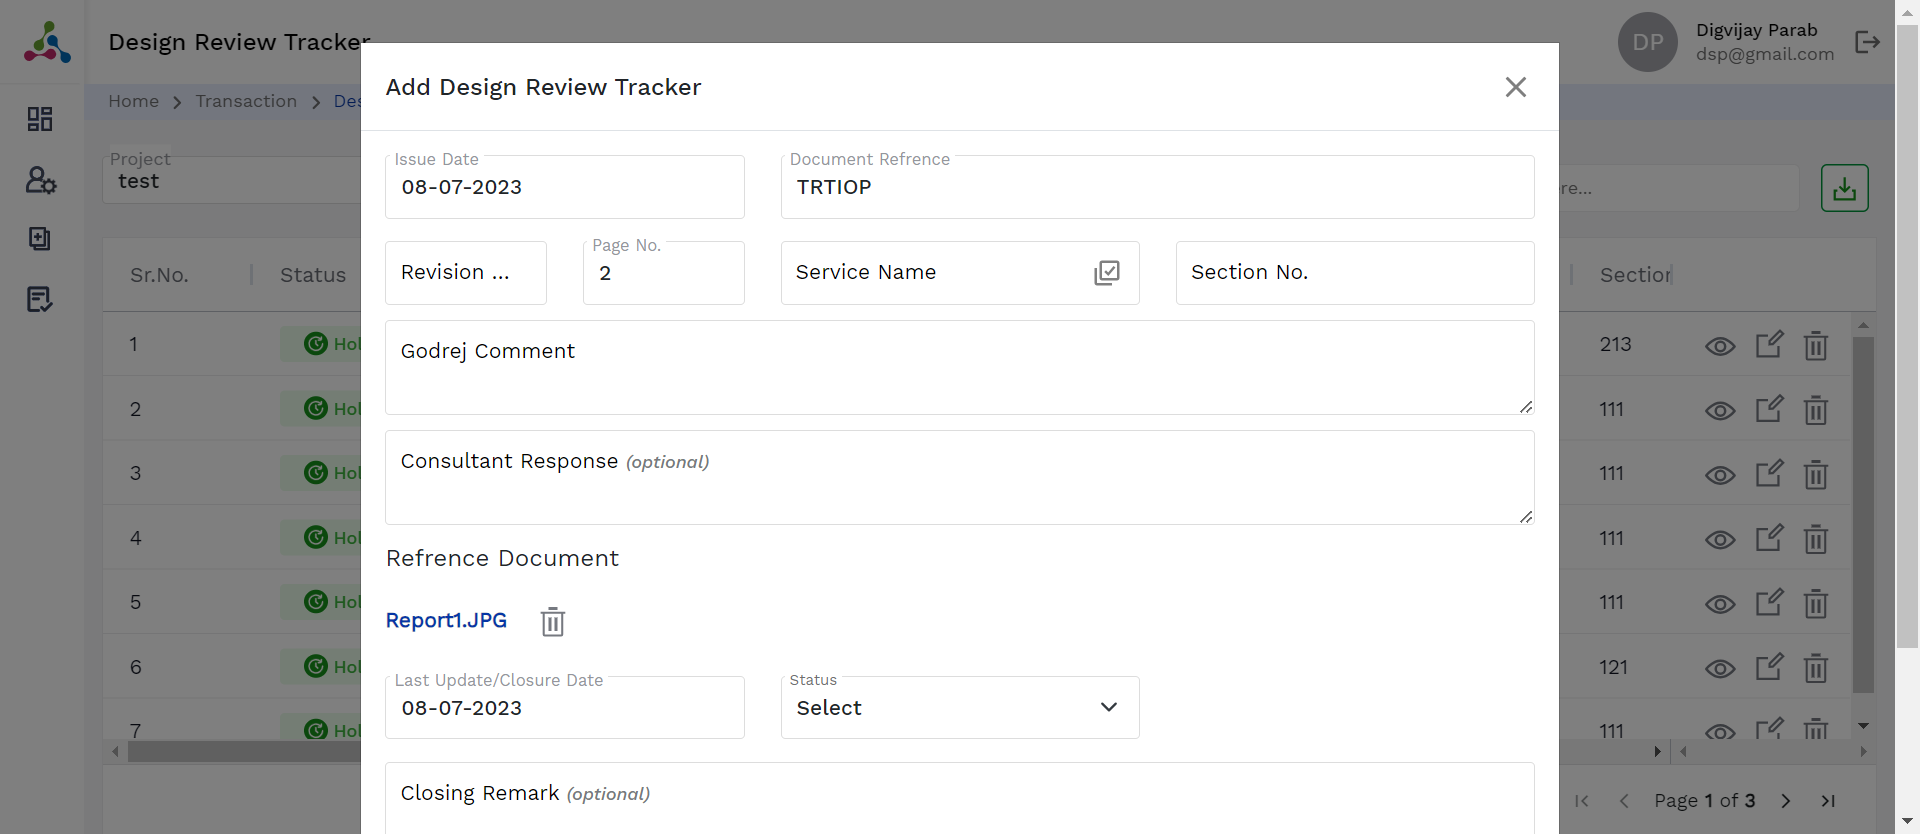 Design Review Tracker
DP
Digvijay Parab
dsp@gmail.com
Add Design Review Tracker
Home
Transaction
Des
Project
test
Issue Date
08-07-2023
Document Refrence
TRTIOP
re...
Revision ...
Page No.
2
Service Name
Section No.
Sr.No.
Status
Section
Godrej Comment
1
Hol
213
2
Hol
111
Consultant Response (optional)
3
Hol
111
4
Hol
111
Refrence Document
5
Hol
111
Report1.JPG
6
Hol
121
Last Update/Closure Date
08-07-2023
Status
Select
7
Hol
111
Closing Remark (optional)
Page 1 of 3